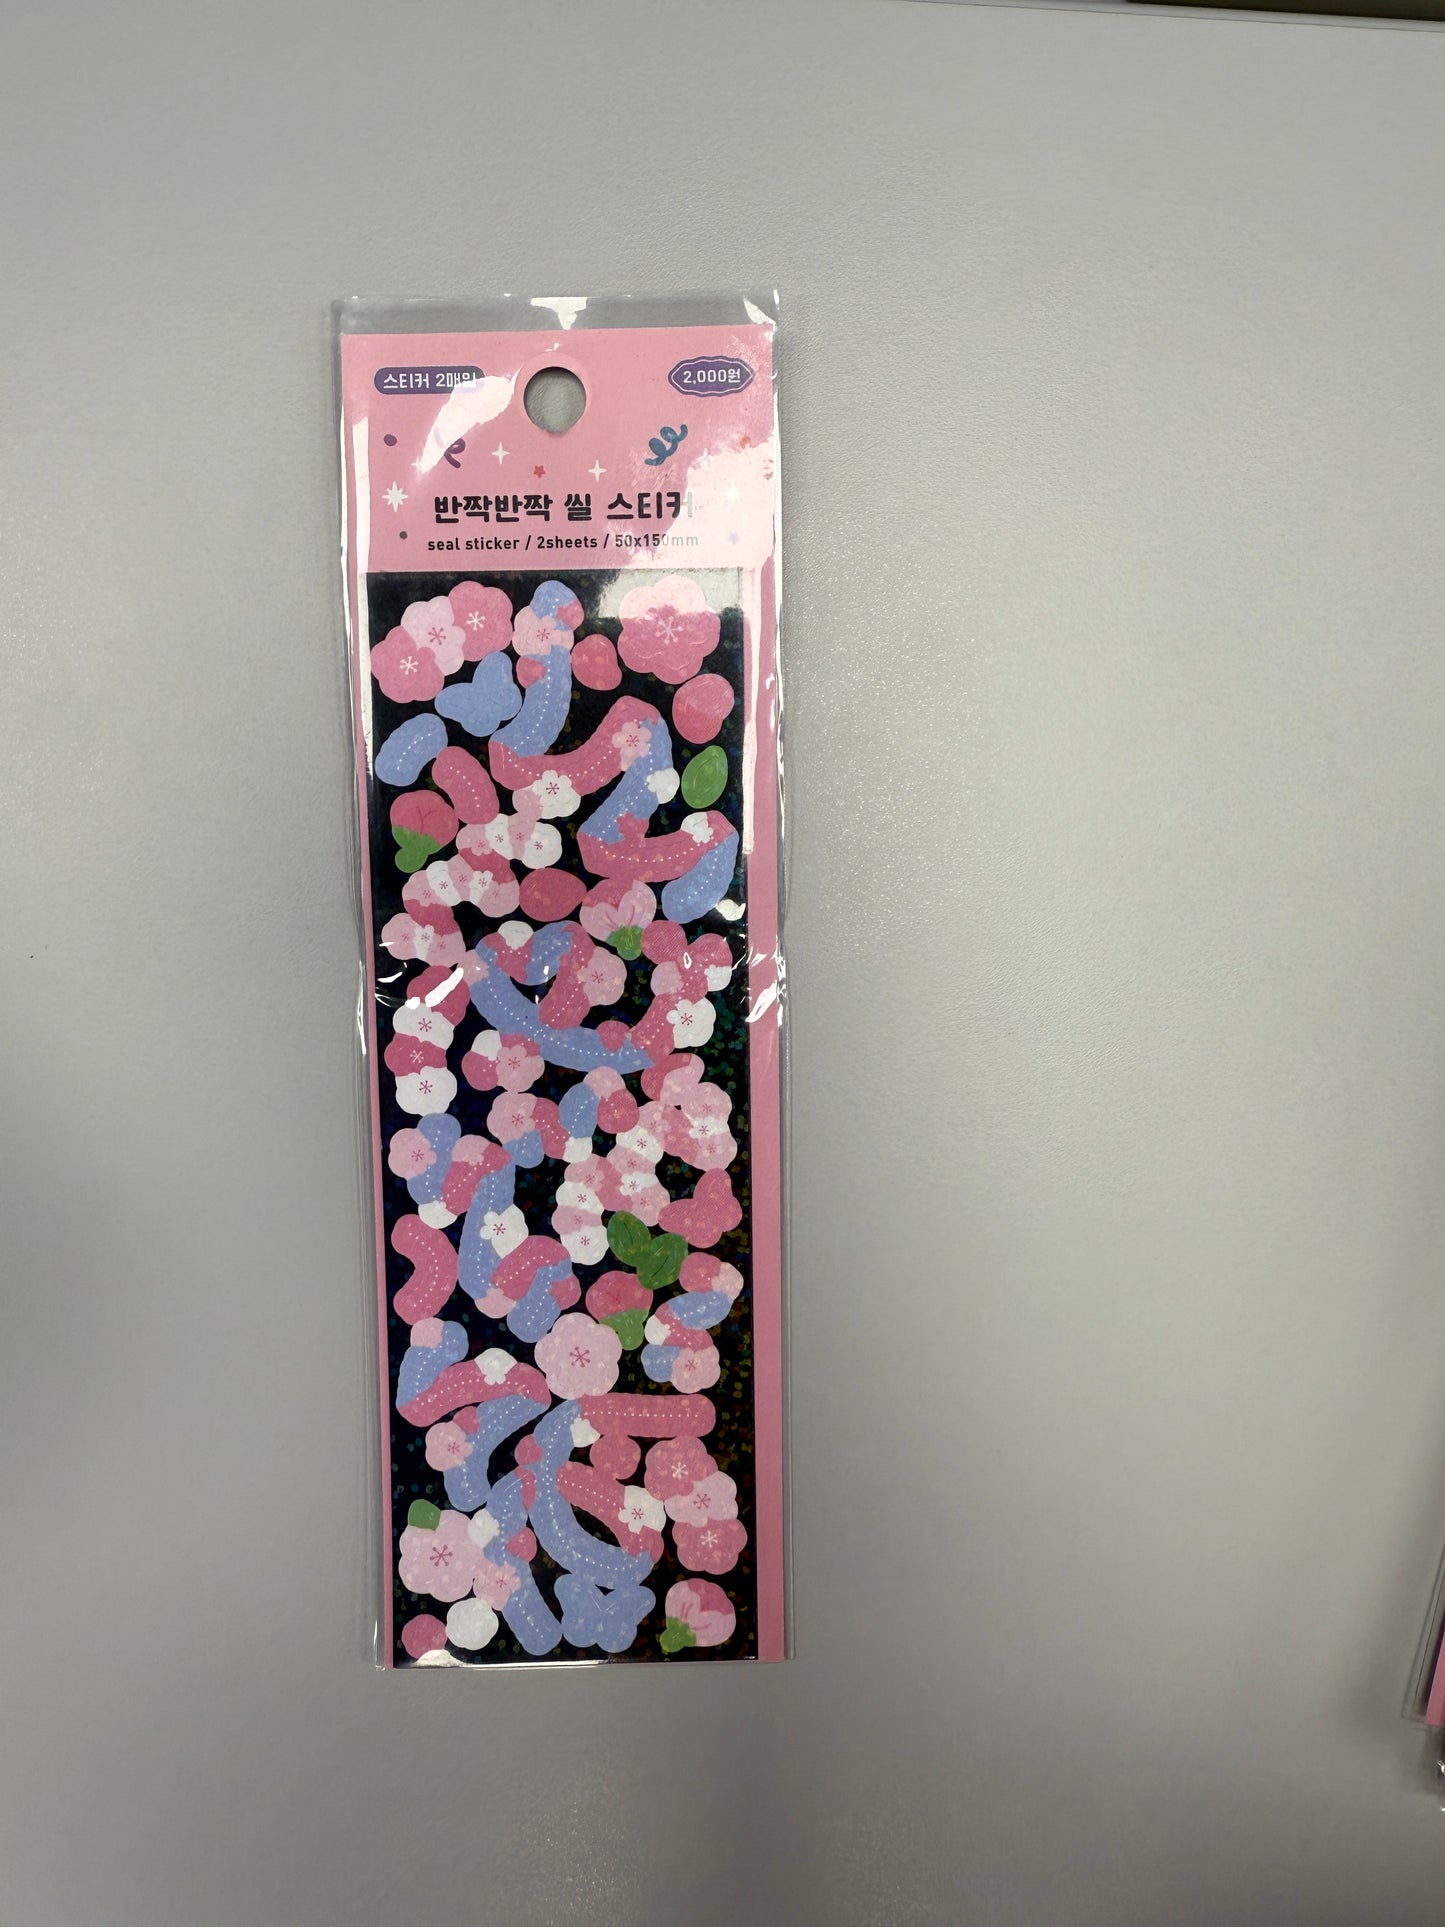 스티커 2매입
2,000원
반짝반짝 씰 스티커
seal sticker / 2sheets / 50x150mm